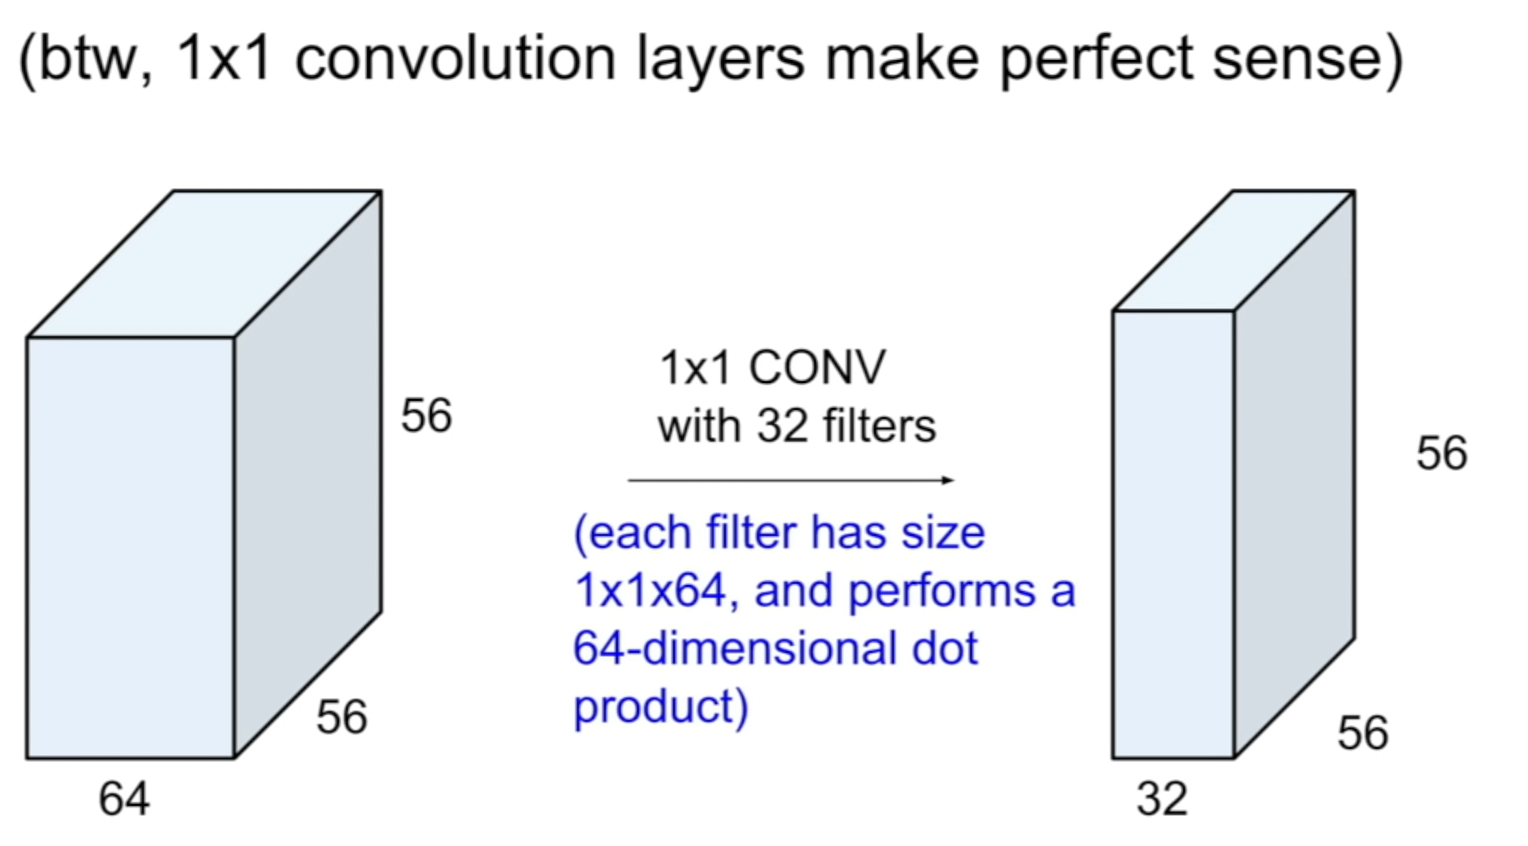 (btw, 1x1 convolution layers make perfect sense)
56
56
64
1x1 CONV
with 32 filters
(each filter has size
1x1x64, and performs a
64-dimensional dot
product)
56
56
32